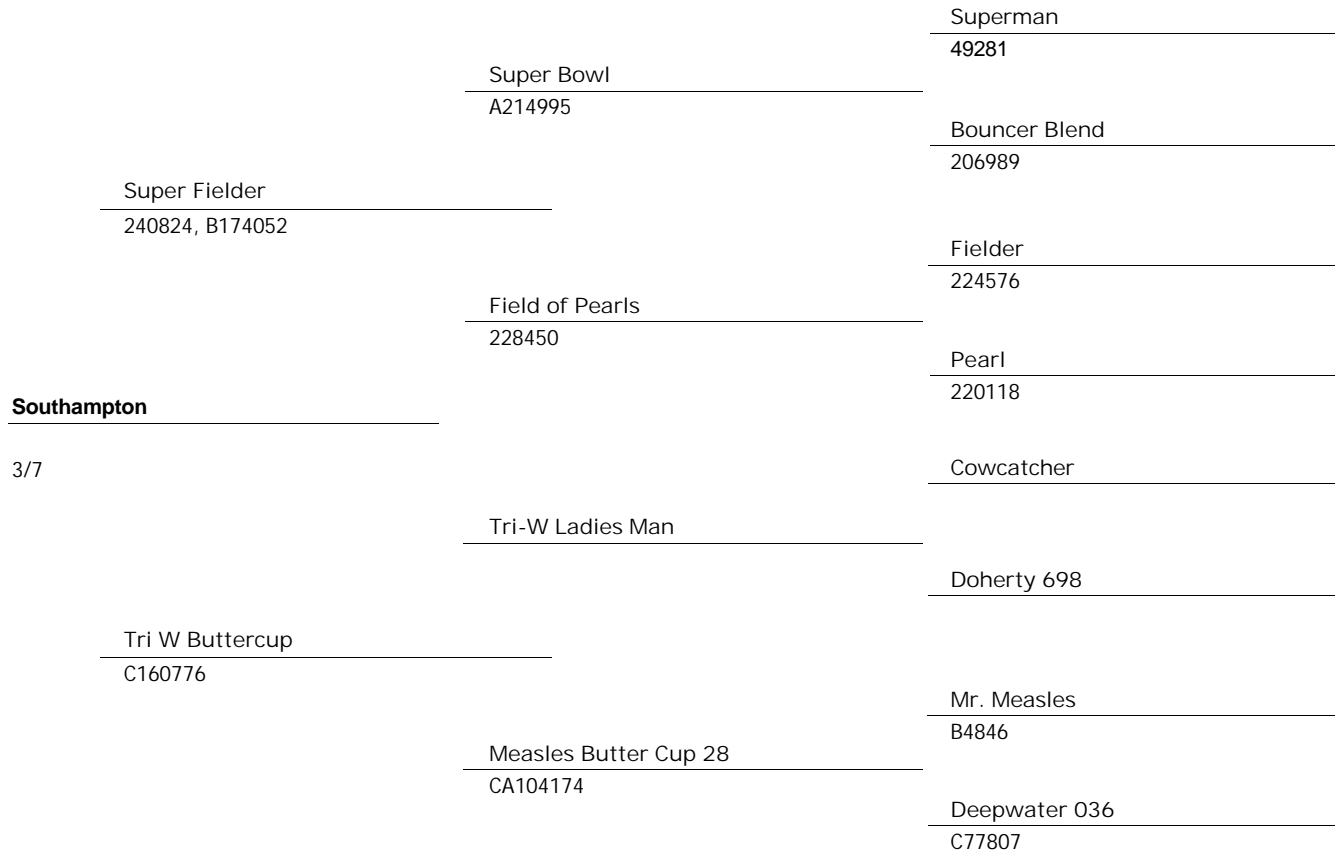 Superman
49281
Super Bowl
A214995
Bouncer Blend
206989
Super Fielder
240824, B174052
Fielder
224576
Field of Pearls
228450
Pearl
220118
Southampton
3/7
Cowcatcher
Tri-W Ladies Man
Doherty 698
Tri W Buttercup
C160776
Mr. Measles
B4846
Measles Butter Cup 28
CA104174
Deepwater 036
C77807